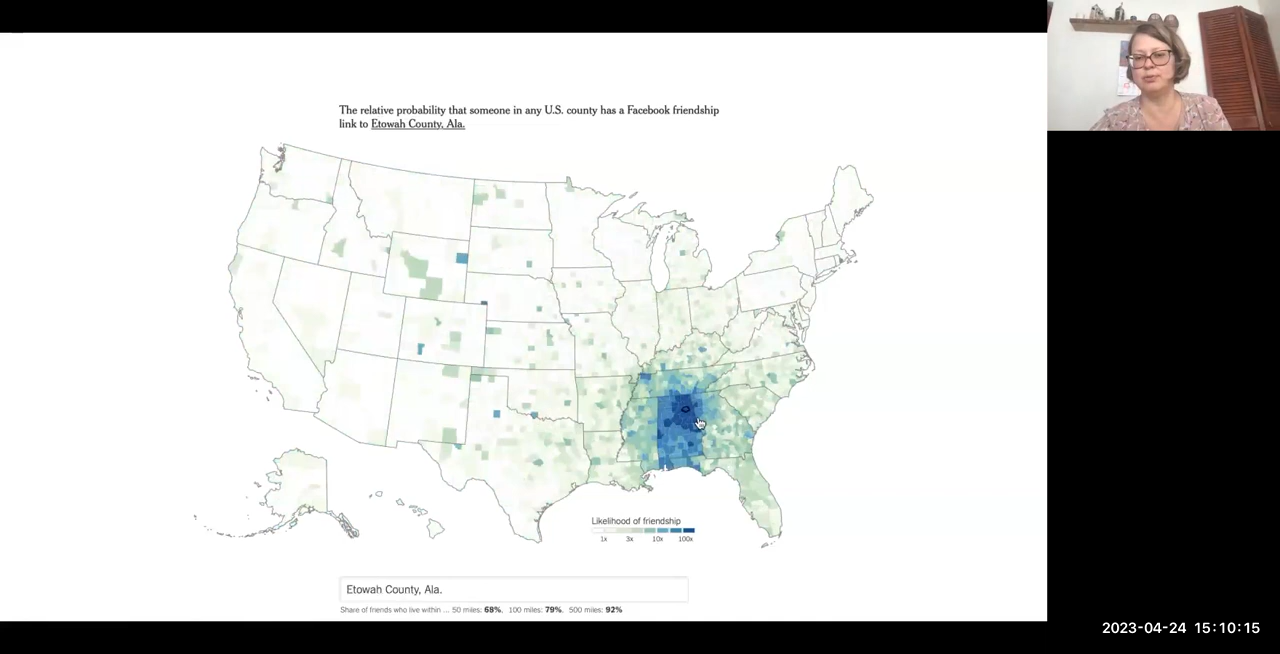 The relative probability that someone in any U.S. county has a Facebook friendship
link to Etowah County, Ala.
Likelihood of friendship
1x 3x 10x 100x
Etowah County, Ala.
Share of friends who live within ... 50 miles: 68%, 100 miles: 79%, 500 miles: 92%
2023-04-24 15:10:15